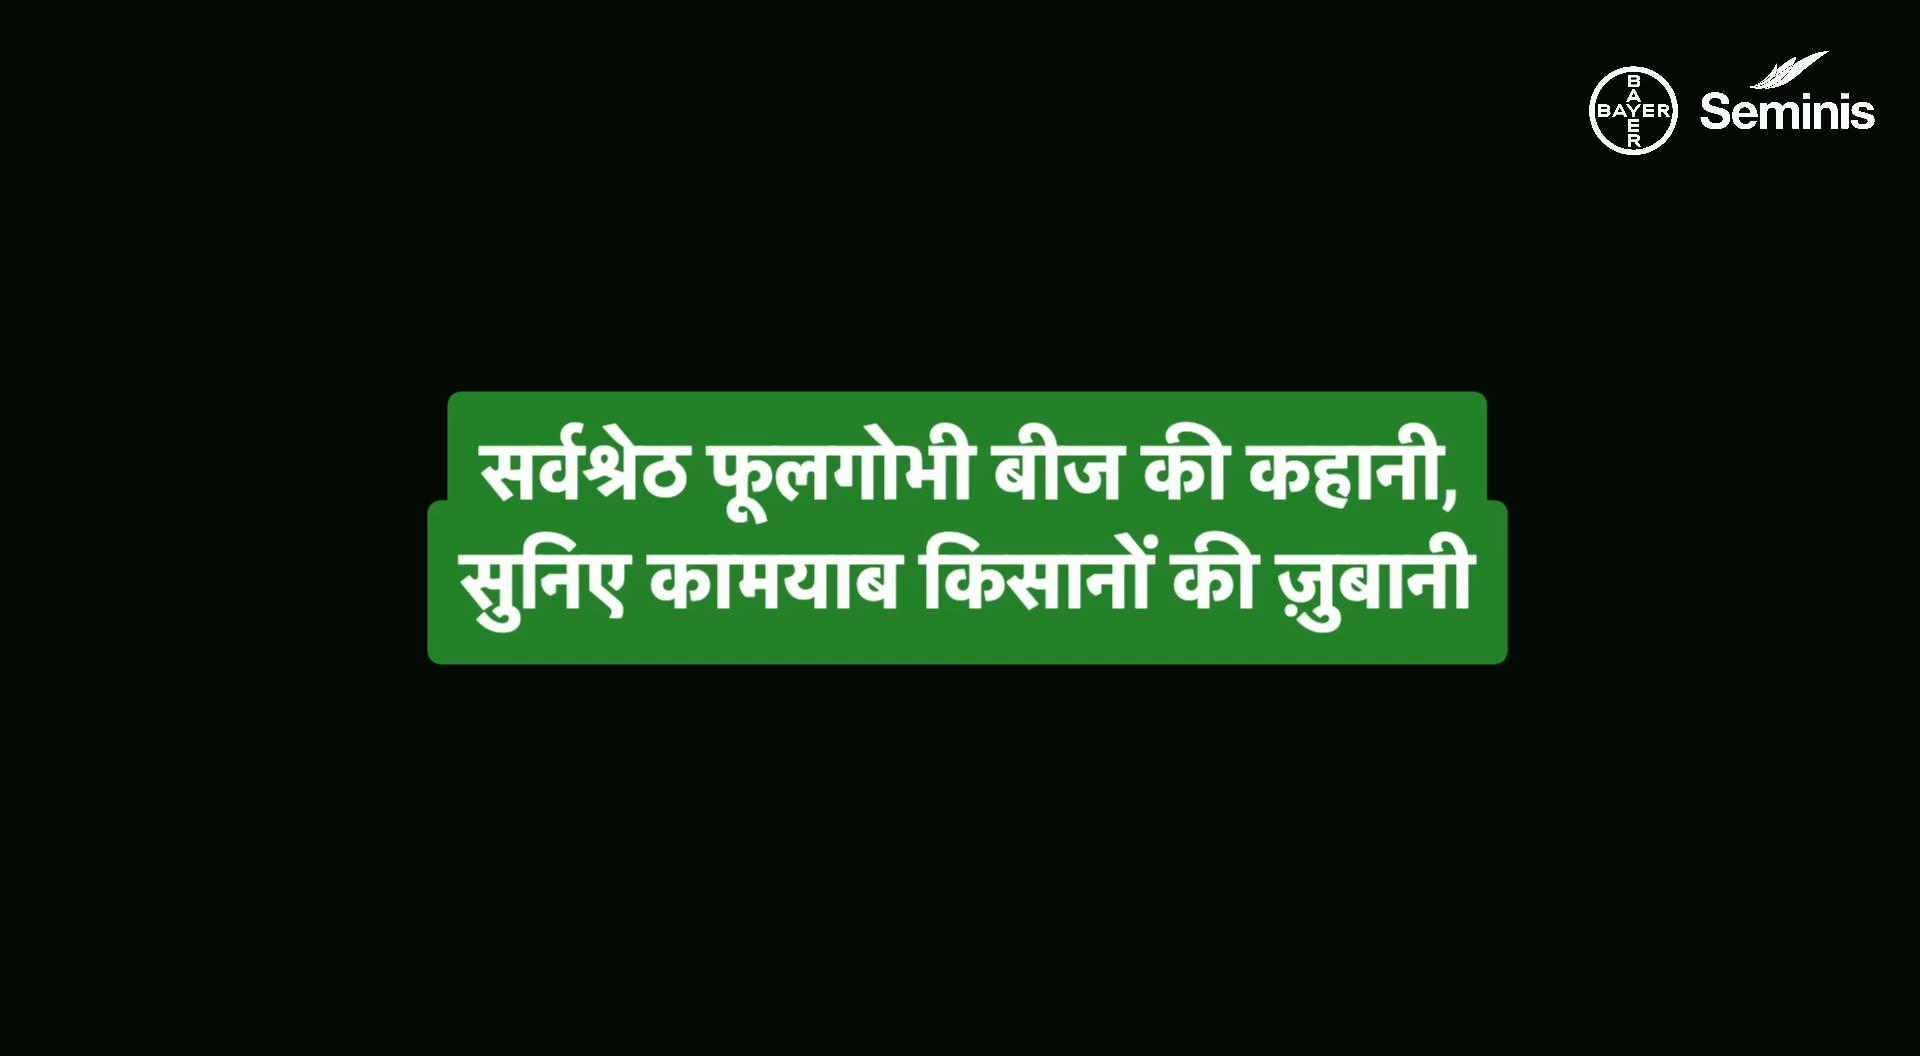 BAYER
BAYER
Seminis
सर्वश्रेठ फूलगोभी बीज की कहानी,
सुनिए कामयाब किसानों की ज़ुबानी